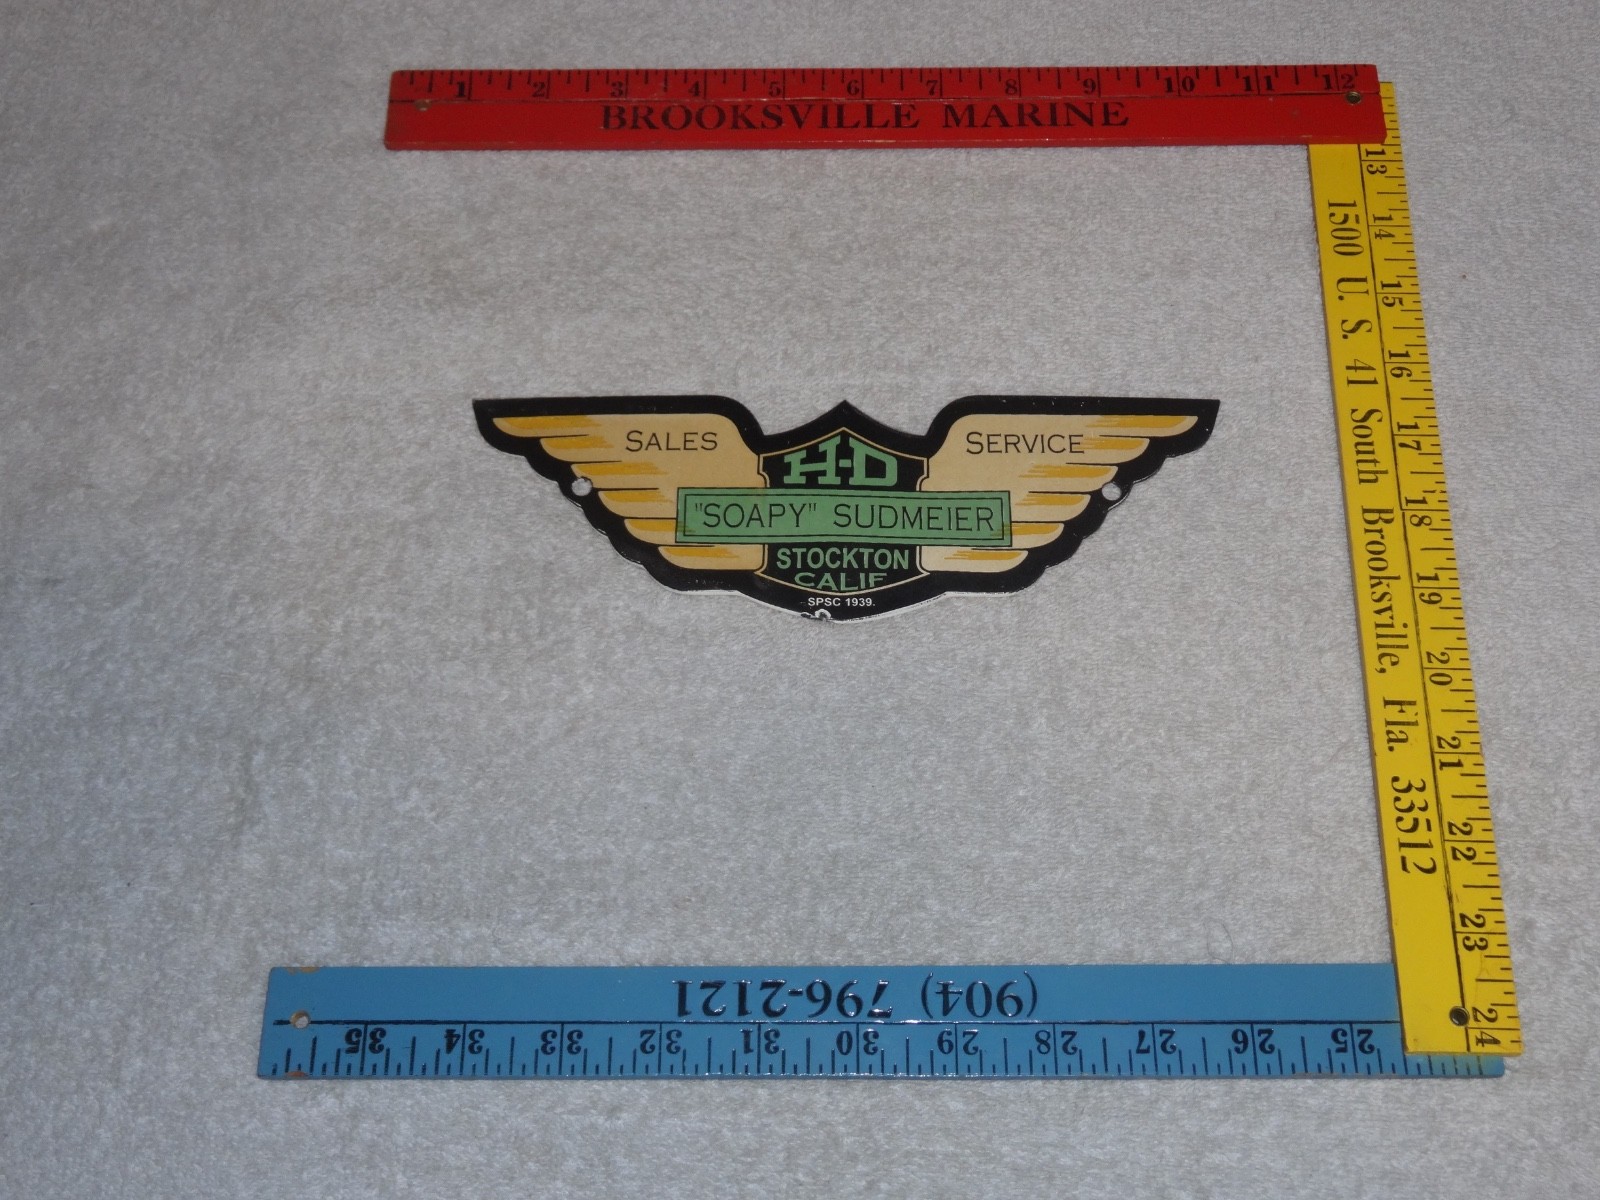 1 2 3 4 5 6 7 8 9 10 11 12
BROOKSVILLE MARINE
13 14 15 16 17 18 19 20 21 22 23 24
1500 U. S. 41 South Brooksville, Fla. 33512
SALES
SERVICE
H-D
"SOAPY" SUDMEIER
STOCKTON
CALIF
SPSC 1939.
(904) 796-2121
25 26 27 28 29 30 31 32 33 34 35